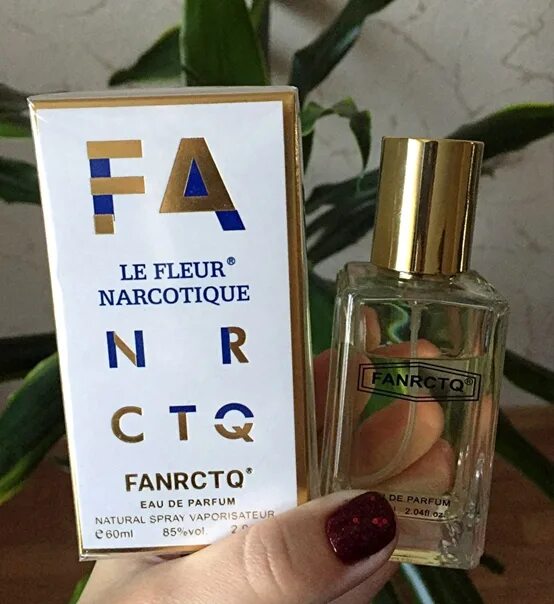 FA
LE FLEUR®
NARCOTIQUE
N R
CTQ
FANRCTQ®
EAU DE PARFUM
NATURAL SPRAY VAPORISATEUR
℮60ml 85%vol.
FANRCTQ®
DE PARFUM
2.04fl.oz.